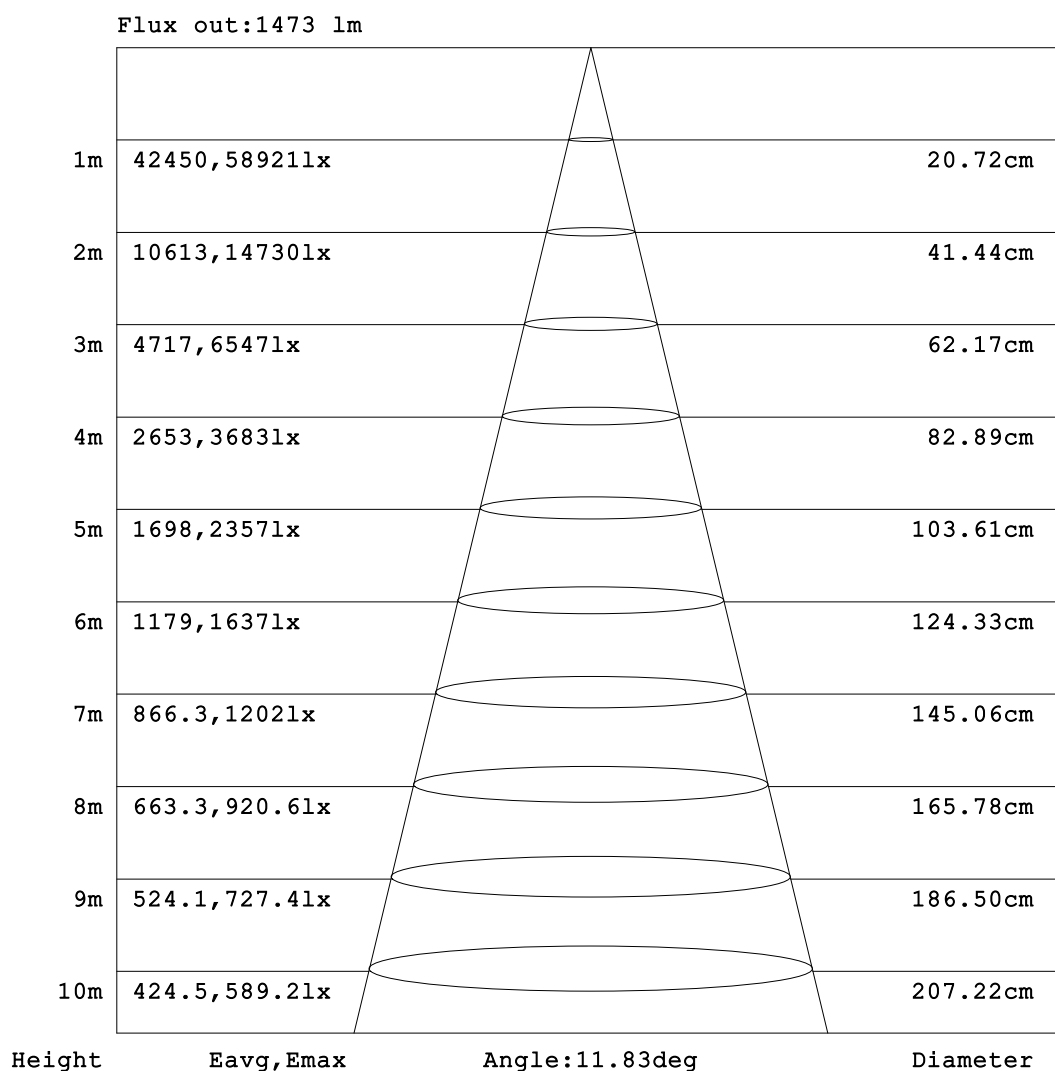 Flux out:1473 lm
1m 42450,58921lx 20.72cm
2m 10613,14730lx 41.44cm
3m 4717,6547lx 62.17cm
4m 2653,3683lx 82.89cm
5m 1698,2357lx 103.61cm
6m 1179,1637lx 124.33cm
7m 866.3,1202lx 145.06cm
8m 663.3,920.6lx 165.78cm
9m 524.1,727.4lx 186.50cm
10m 424.5,589.2lx 207.22cm
Height Eavg,Emax Angle:11.83deg Diameter